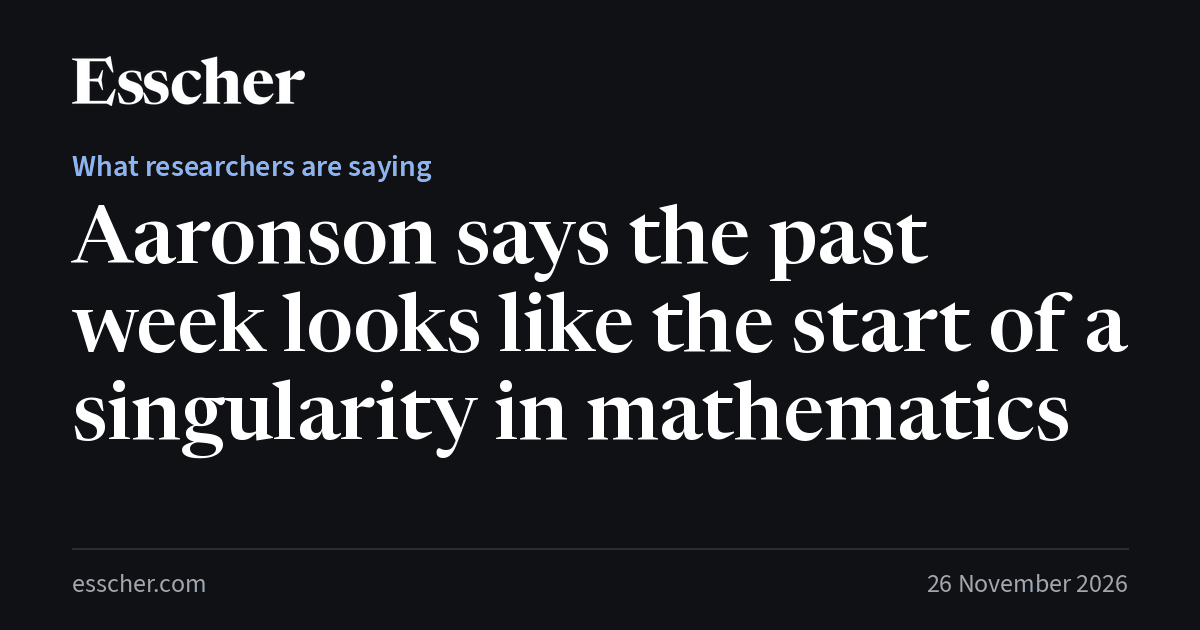 Esscher
What researchers are saying
Aaronson says the past
week looks like the start of a
singularity in mathematics
esscher.com
26 November 2026